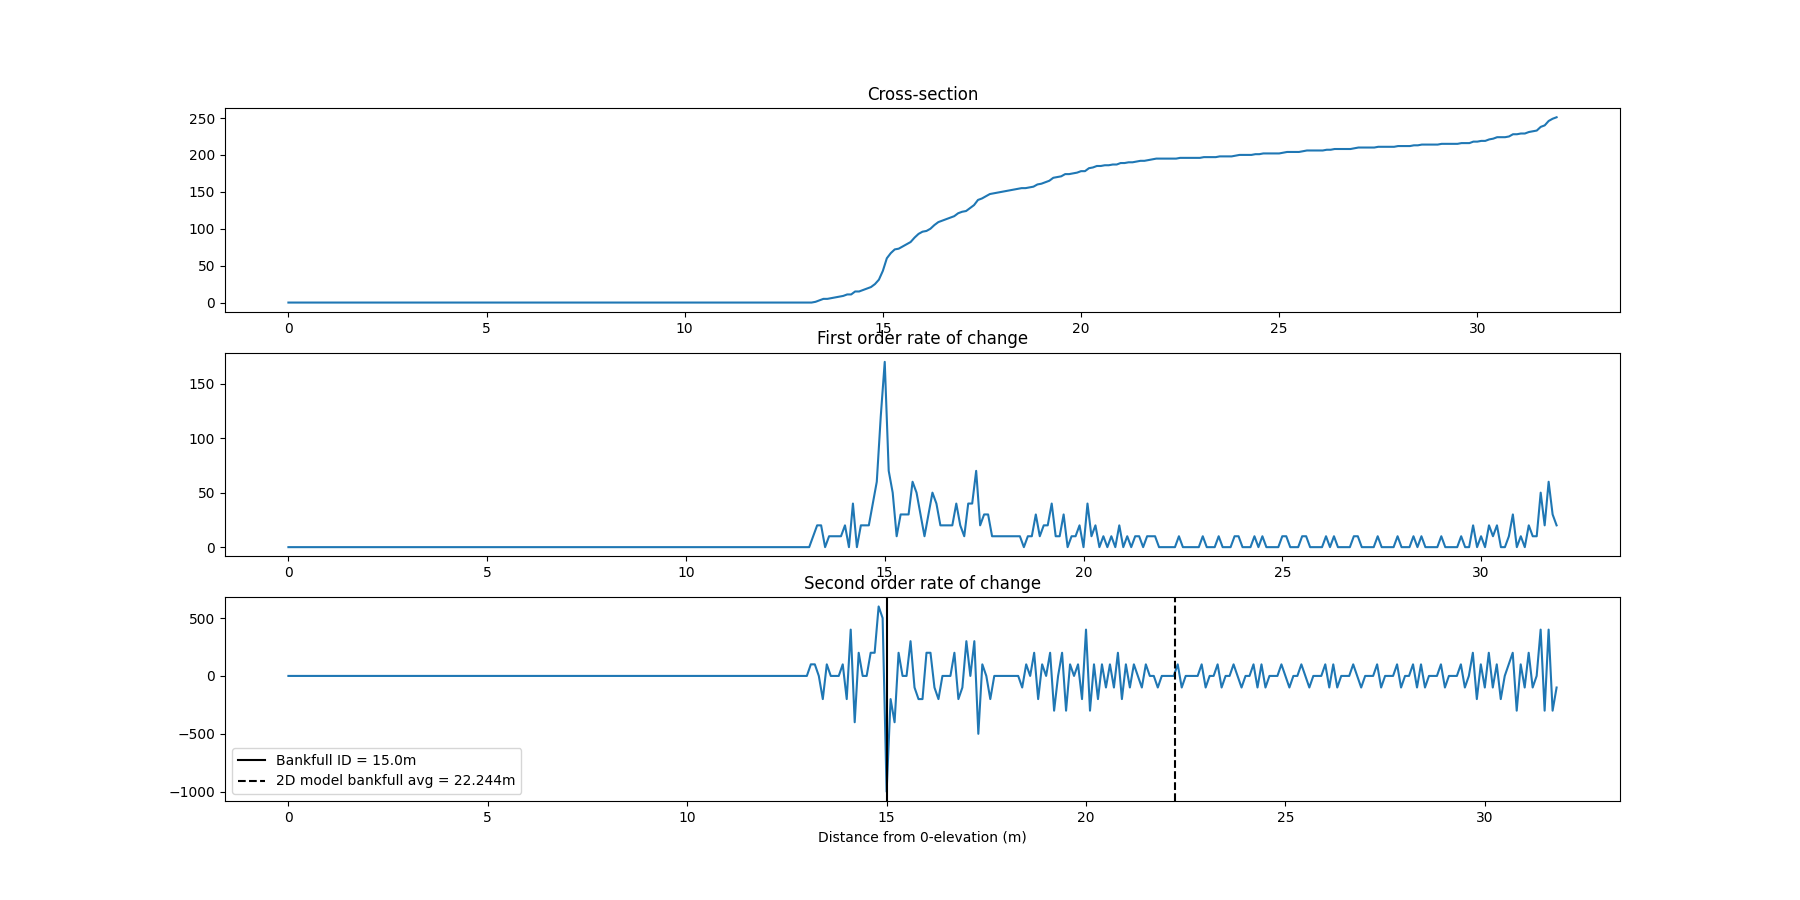 Cross-section
250
200
150
100
50
0
0 5 10 15 20 25 30
First order rate of change
150
100
50
0
0 5 10 15 20 25 30
Second order rate of change
500
0
−500
−1000
Bankfull ID = 15.0m
2D model bankfull avg = 22.244m
0 5 10 15 20 25 30
Distance from 0-elevation (m)